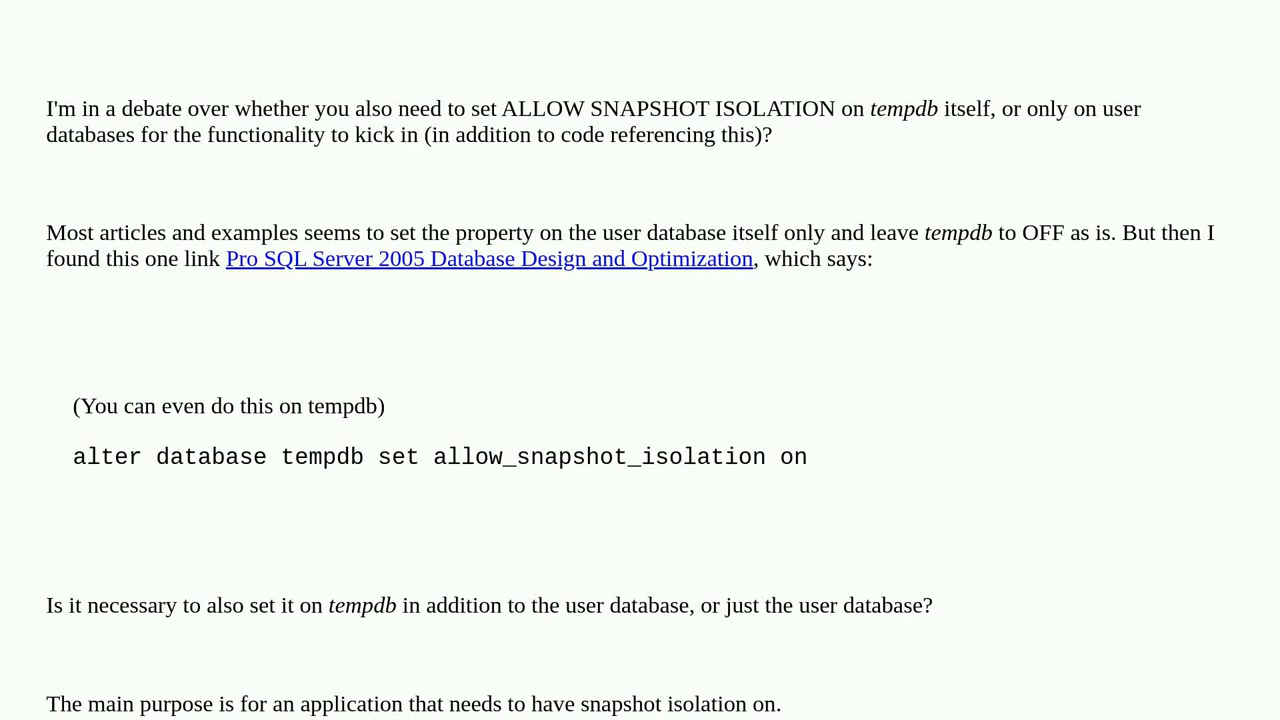 I'm in a debate over whether you also need to set ALLOW SNAPSHOT ISOLATION on tempdb itself, or only on user
databases for the functionality to kick in (in addition to code referencing this)?
Most articles and examples seems to set the property on the user database itself only and leave tempdb to OFF as is. But then I
found this one link Pro SQL Server 2005 Database Design and Optimization, which says:
(You can even do this on tempdb)
alter database tempdb set allow_snapshot_isolation on
Is it necessary to also set it on tempdb in addition to the user database, or just the user database?
The main purpose is for an application that needs to have snapshot isolation on.